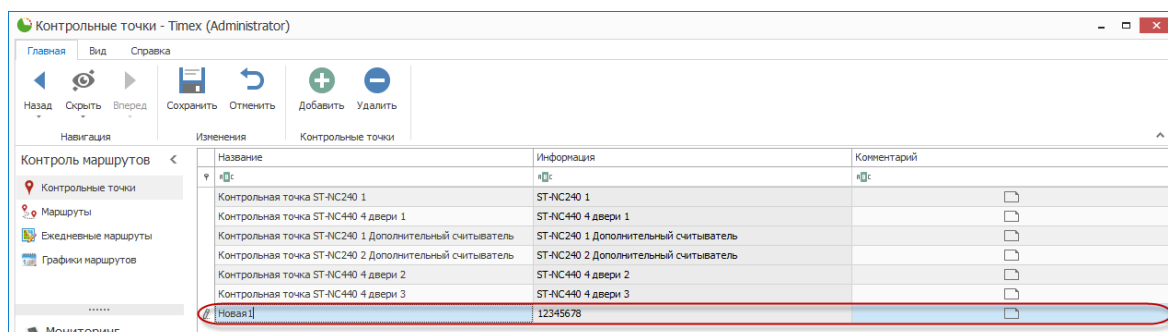 Контрольные точки - Timex (Administrator)
Главная Вид Справка
Назад Скрыть Вперед Сохранить Отменить Добавить Удалить
Навигация Изменения Контрольные точки
Контроль маршрутов
Контрольные точки
Маршруты
Ежедневные маршруты
Графики маршрутов
Мониторинг
Название Информация Комментарий
Контрольная точка ST-NC240 1 ST-NC240 1
Контрольная точка ST-NC440 4 двери 1 ST-NC440 4 двери 1
Контрольная точка ST-NC240 1 Дополнительный считыватель ST-NC240 1 Дополнительный считыватель
Контрольная точка ST-NC240 2 Дополнительный считыватель ST-NC240 2 Дополнительный считыватель
Контрольная точка ST-NC440 4 двери 2 ST-NC440 4 двери 2
Контрольная точка ST-NC440 4 двери 3 ST-NC440 4 двери 3
Новая1 12345678